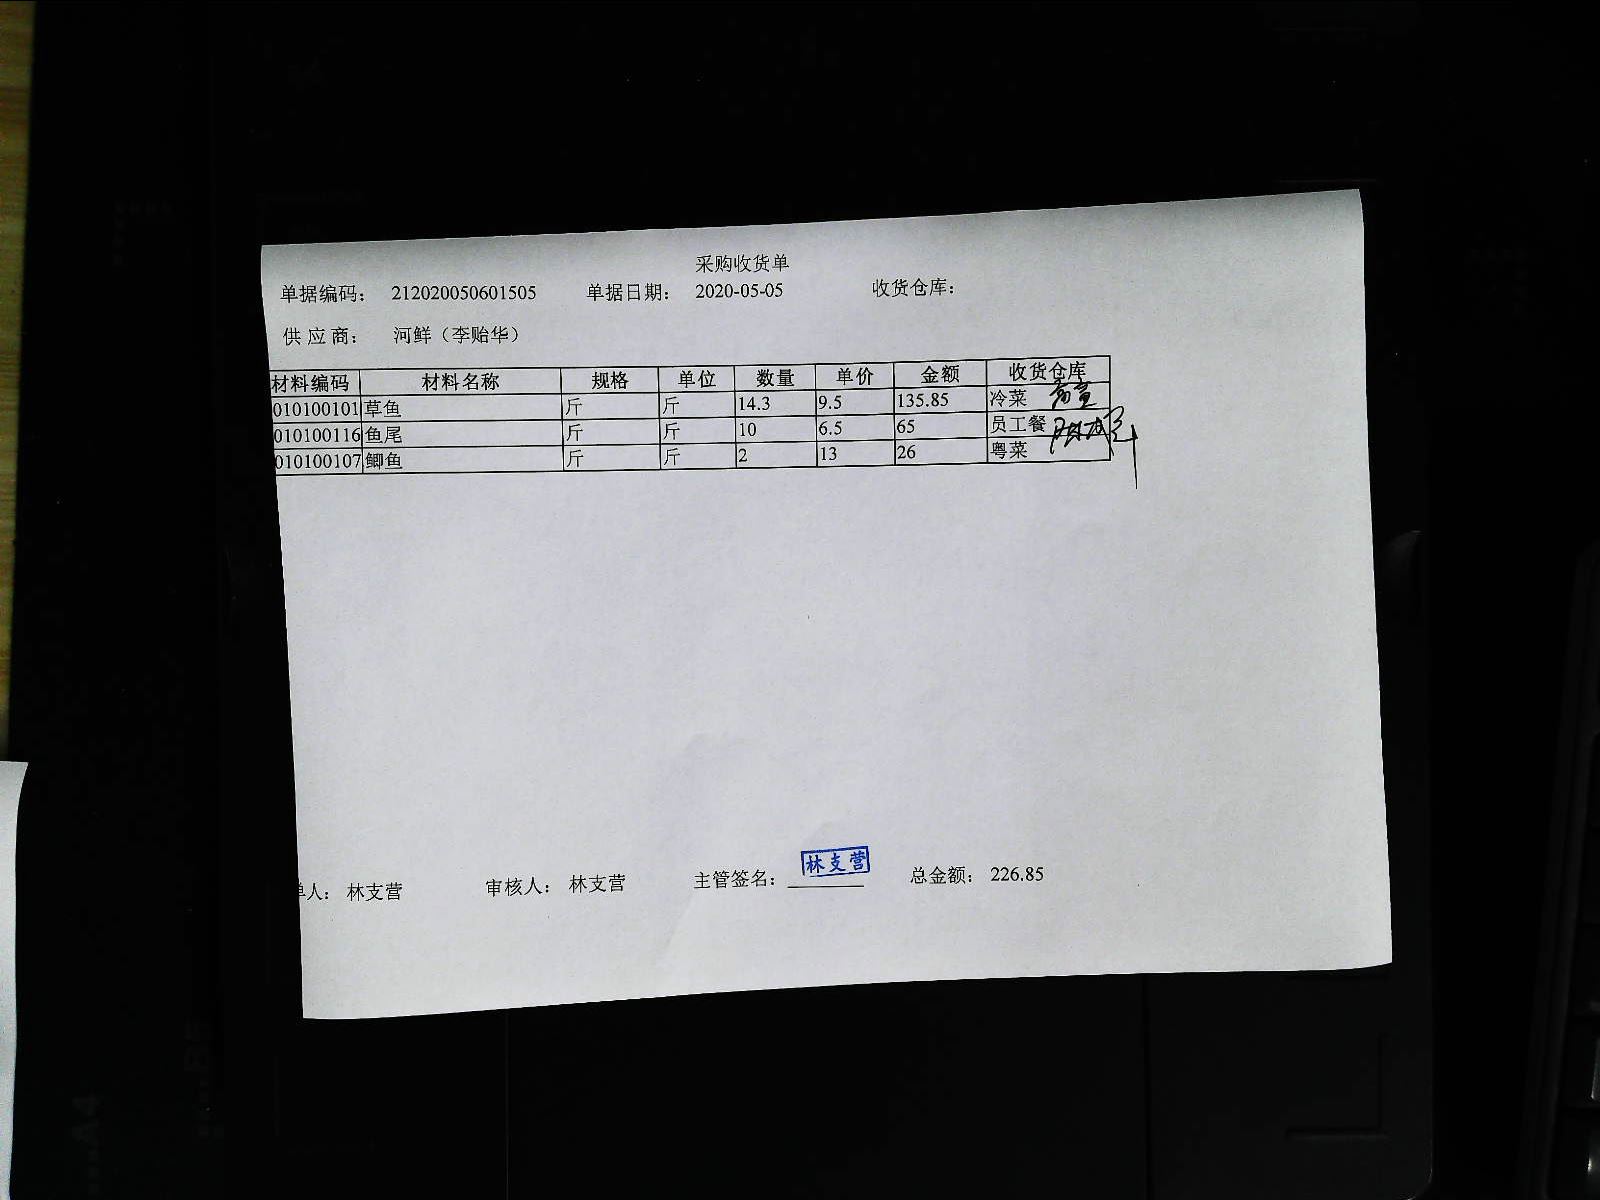 采购收货单
单据编码： 212020050601505 单据日期： 2020-05-05 收货仓库：
供应商： 河鲜（李贻华）
材料编码 材料名称 规格 单位 数量 单价 金额 收货仓库
010100101 草鱼 斤 斤 14.3 9.5 135.85 冷菜
010100116 鱼尾 斤 斤 10 6.5 65 员工餐
010100107 鲫鱼 斤 斤 2 13 26 粤菜
林支营
单人： 林支营 审核人： 林支营 主管签名： 总金额： 226.85